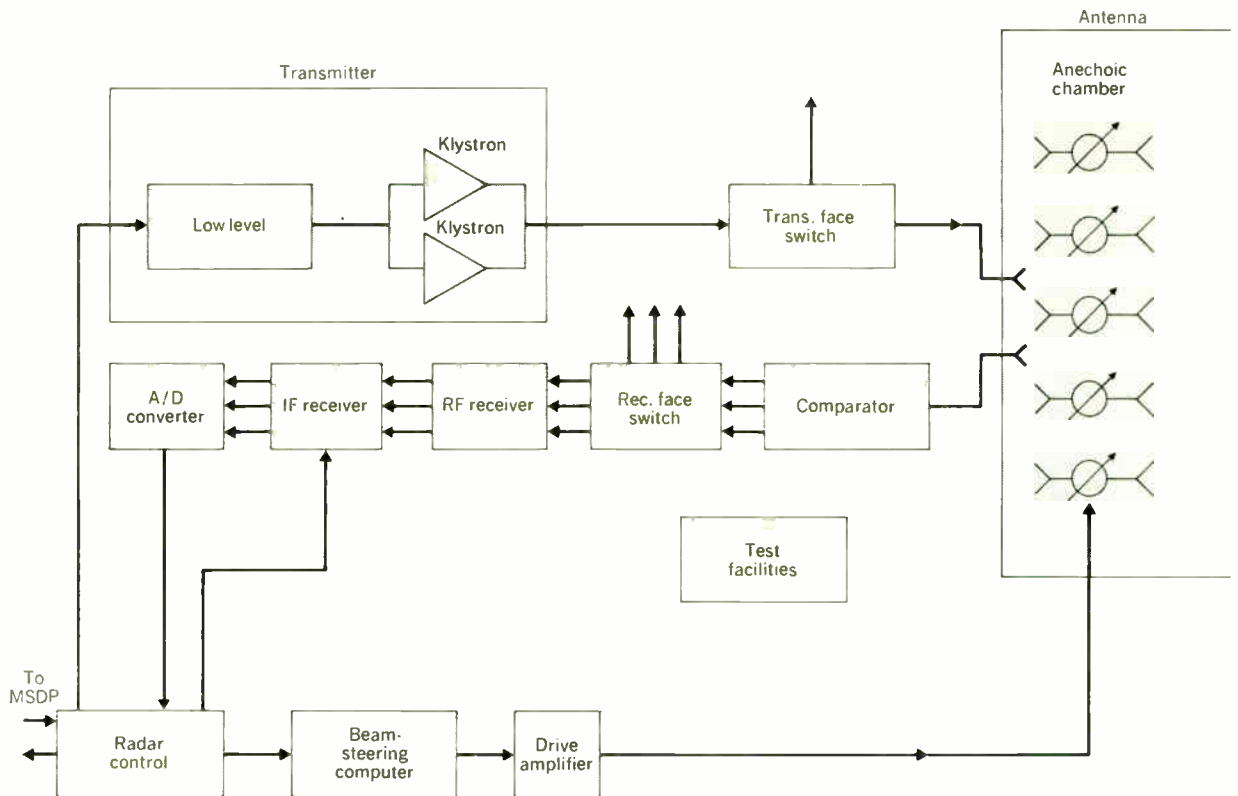 Antenna
Transmitter
Anechoic
chamber
Klystron
Low level
Klystron
Trans. face
switch
A/D
converter
IF receiver
RF receiver
Rec. face
switch
Comparator
Test
facilities
To
MSDP
Radar
control
Beam-
steering
computer
Drive
amplifier